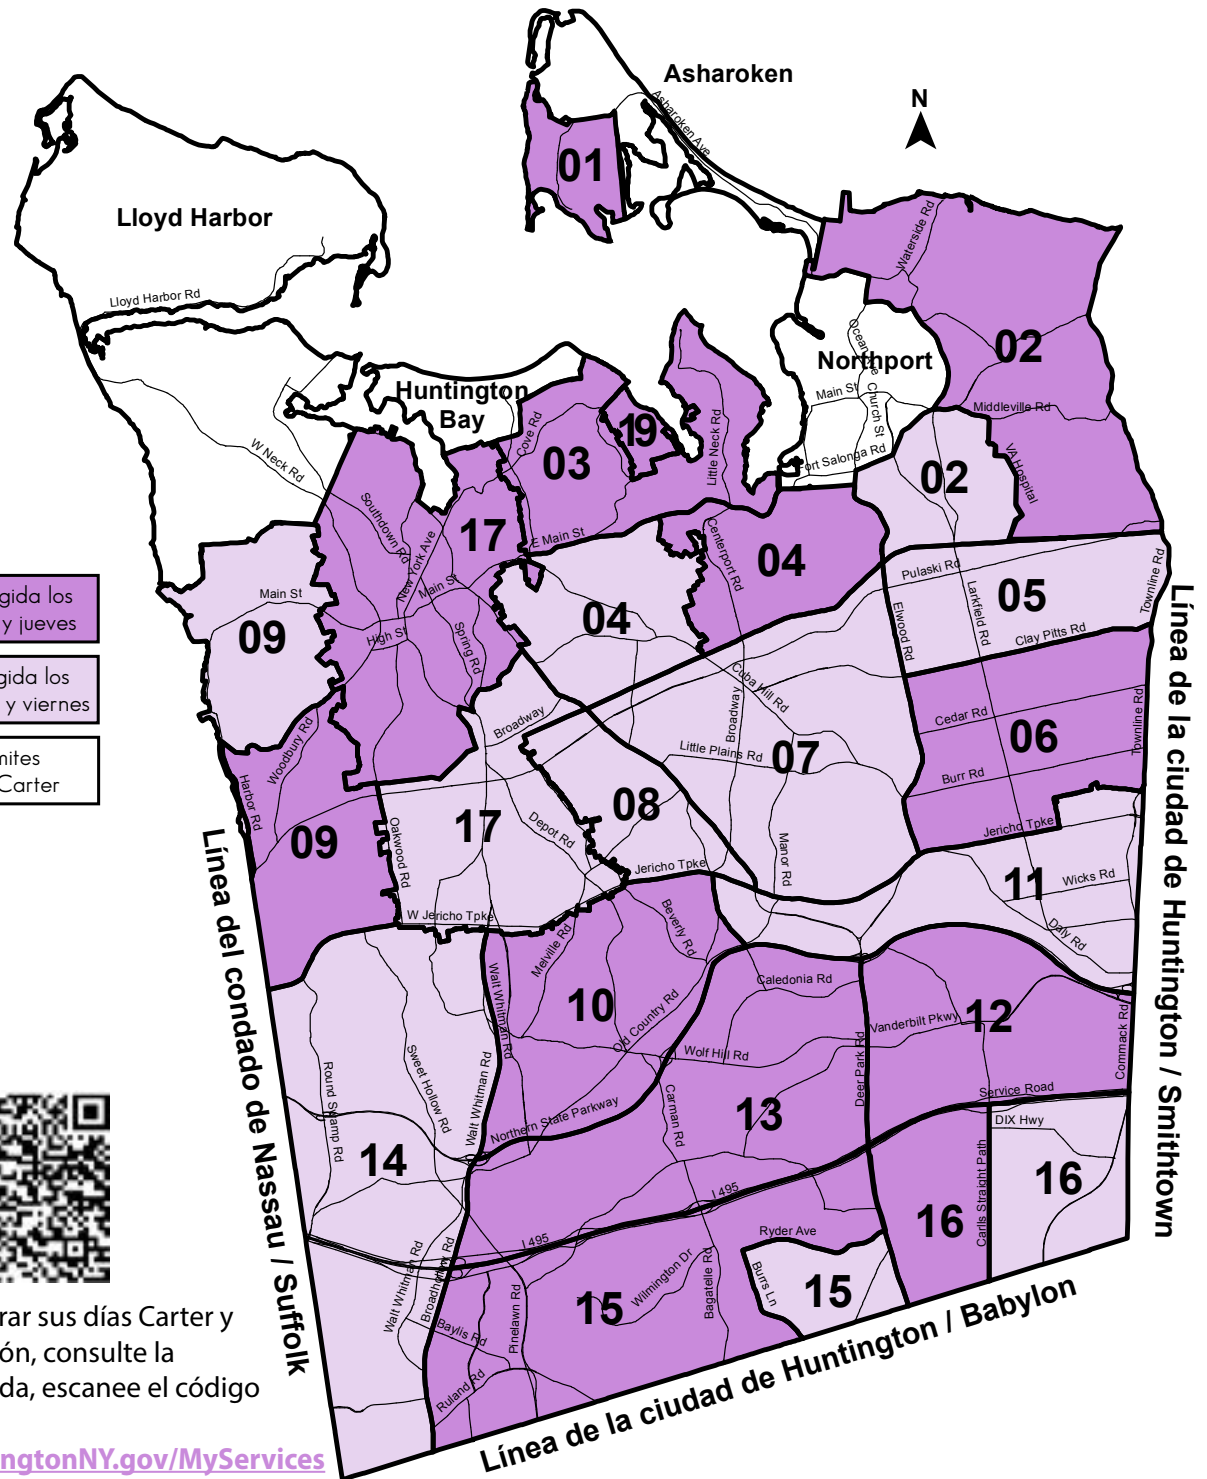 Asharoken
N
Asharoken Ave
01
Lloyd Harbor
Waterside Rd
Lloyd Harbor Rd
Ocean Ave
02
Northport
Huntington
Bay
Main St
Church St
Middleville Rd
Cove Rd
19
Little Neck Rd
W Neck Rd
03
Fort Salonga Rd
02
VA Hospital
Southdown Rd
17
E Main St
Centerport Rd
04
New York Ave
Pulaski Rd
Townline Rd
gida los
y jueves
Main St
Main St
04
Larkfield Rd
05
Elwood Rd
Clay Pitts Rd
09
High St
Spring Rd
gida los
y viernes
Cuba Hill Rd
Broadway
Broadway
Cedar Rd
Townline Rd
06
Woodbury Rd
Little Plains Rd
07
mites
Carter
Harbor Rd
Burr Rd
08
17
Depot Rd
09
Oakwood Rd
Jericho Tpke
Manor Rd
Jericho Tpke
11
Wicks Rd
W Jericho Tpke
Beverly Rd
Melville Rd
Daly Rd
Walt Whitman Rd
Caledonia Rd
10
Old Country Rd
Vanderbilt Pkwy
12
Commack Rd
Wolf Hill Rd
Sweet Hollow Rd
Round Swamp Rd
Walt Whitman Rd
Northern State Parkway
Carman Rd
Deer Park Rd
Service Road
13
DIX Hwy
14
Carlls Straight Path
16
I 495
16
I 495
Ryder Ave
Walt Whitman Rd
Broadhollow Rd
Wilmington Dr
Bagatelle Rd
Burrs Ln
15
15
Pinelawn Rd
Baylis Rd
Ruland Rd
Línea del condado de Nassau / Suffolk
Línea de la ciudad de Huntington / Smithtown
Línea de la ciudad de Huntington / Babylon
rar sus días Carter y
ón, consulte la
da, escanee el código
ngtonNY.gov/MyServices